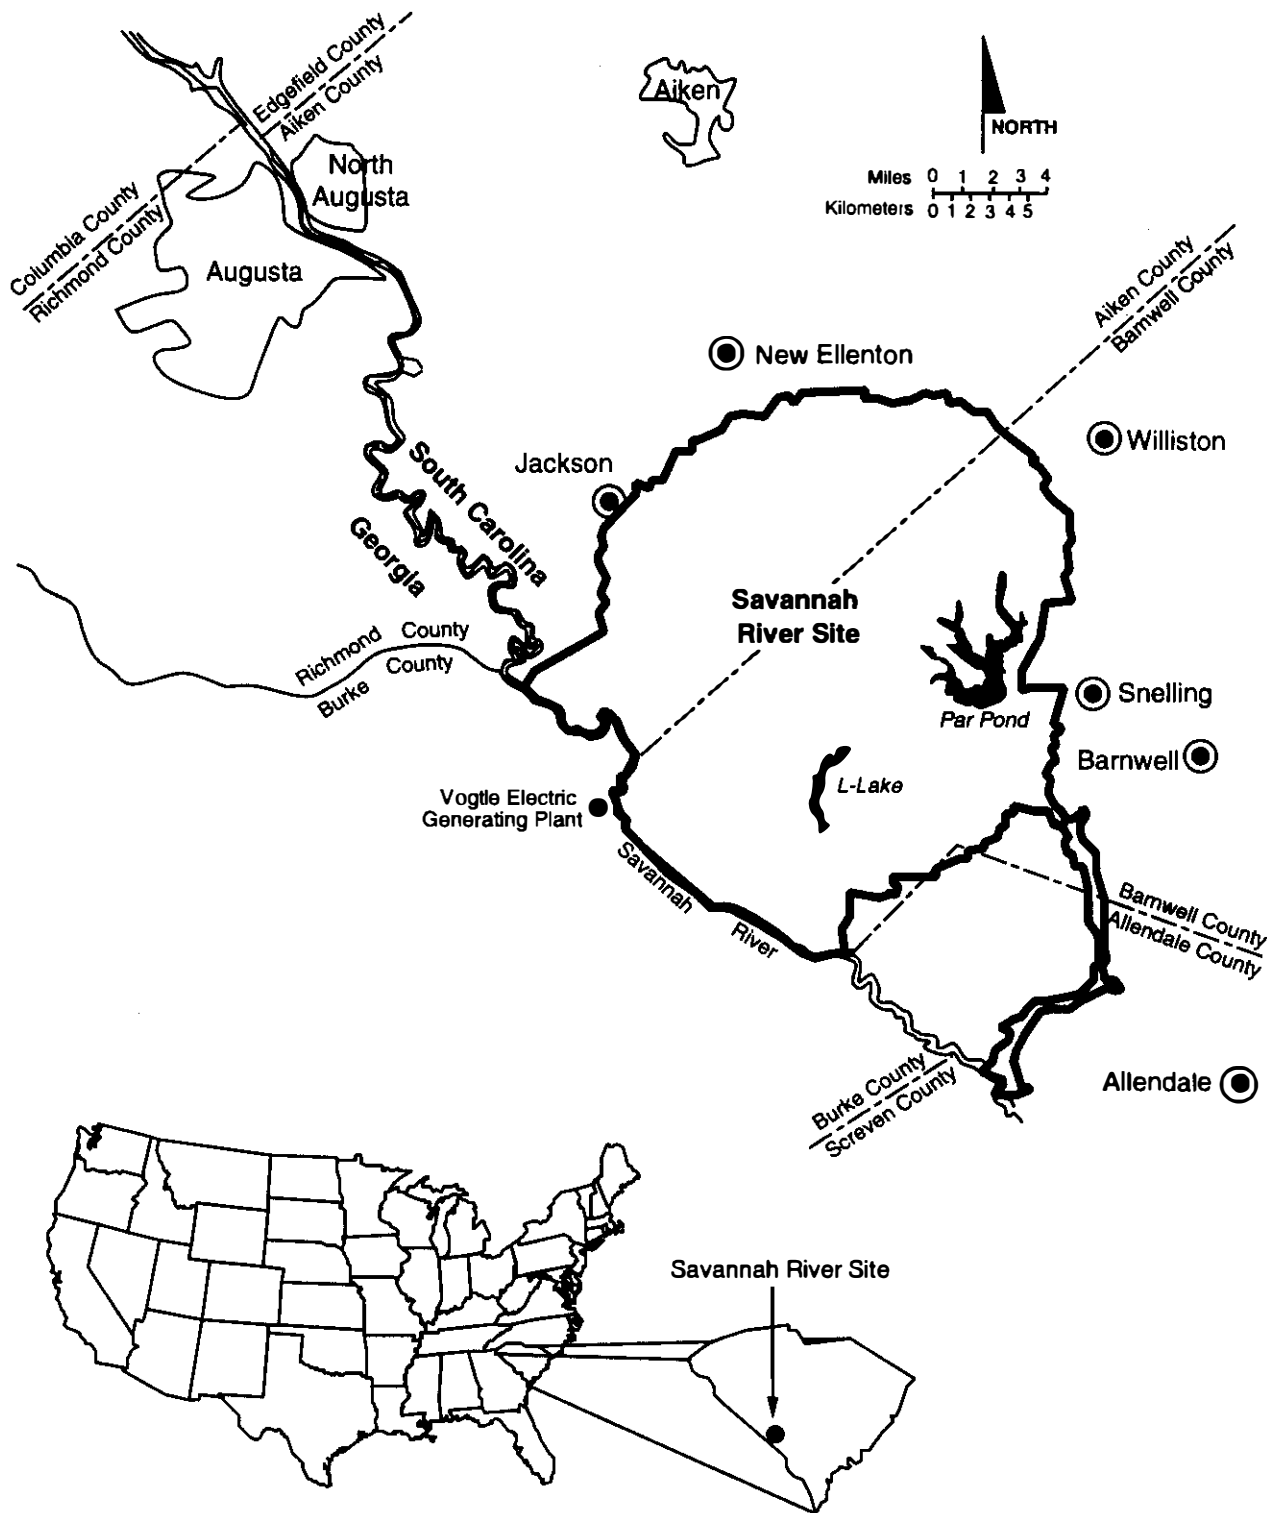 Edgefield County
Aiken County
Aiken
NORTH
North
Augusta
Miles 0 1 2 3 4
Kilometers 0 1 2 3 4 5
Columbia County
Richmond County
Augusta
Aiken County
Barnwell County
New Ellenton
Williston
Jackson
South Carolina
Georgia
Savannah
River Site
Richmond County
Burke County
Snelling
Par Pond
Barnwell
L-Lake
Vogtle Electric
Generating Plant
Savannah
River
Barnwell County
Allendale County
Burke County
Screven County
Allendale
Savannah River Site